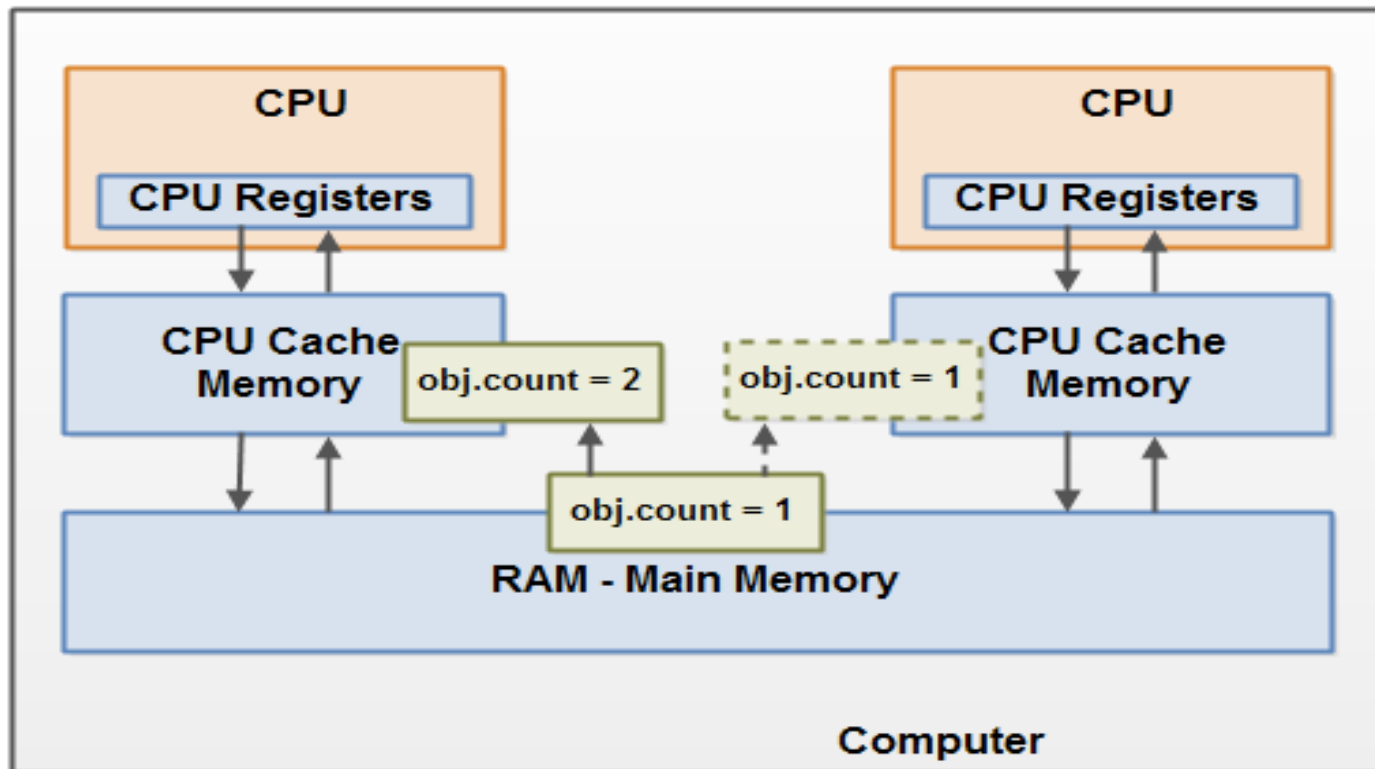 CPU
CPU
CPU Registers
CPU Registers
CPU Cache
Memory
obj.count = 2
obj.count = 1
CPU Cache
Memory
obj.count = 1
RAM - Main Memory
Computer